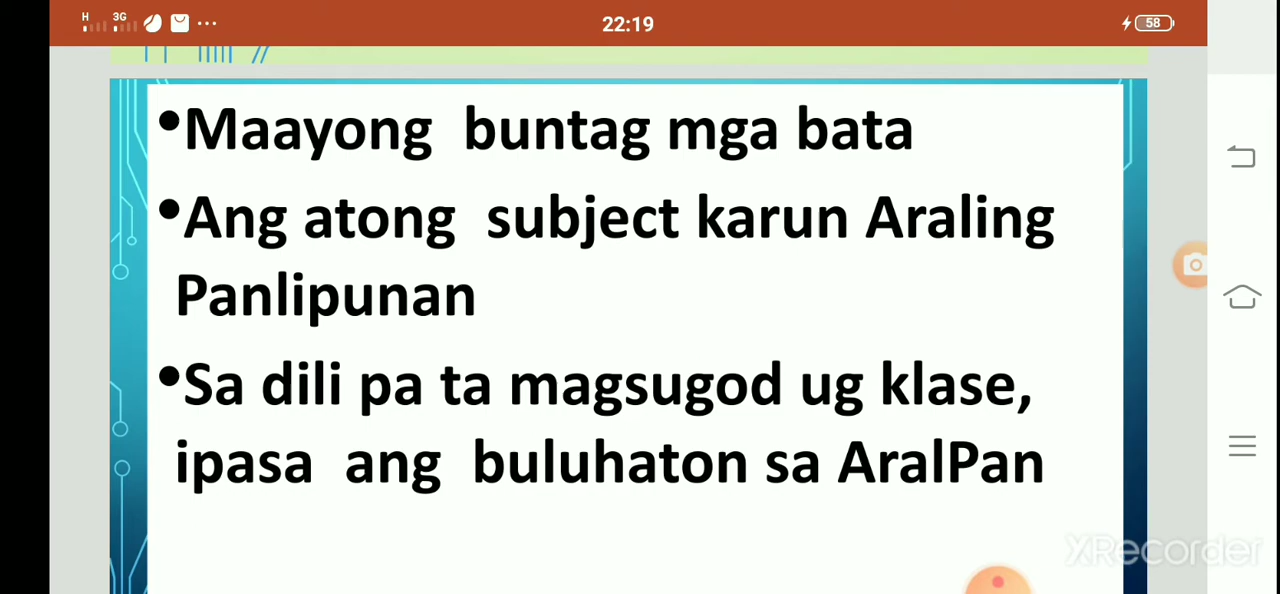 H 3G 22:19 58
•Maayong buntag mga bata
•Ang atong subject karun Araling
Panlipunan
•Sa dili pa ta magsugod ug klase,
ipasa ang buluhaton sa AralPan
XRecorder